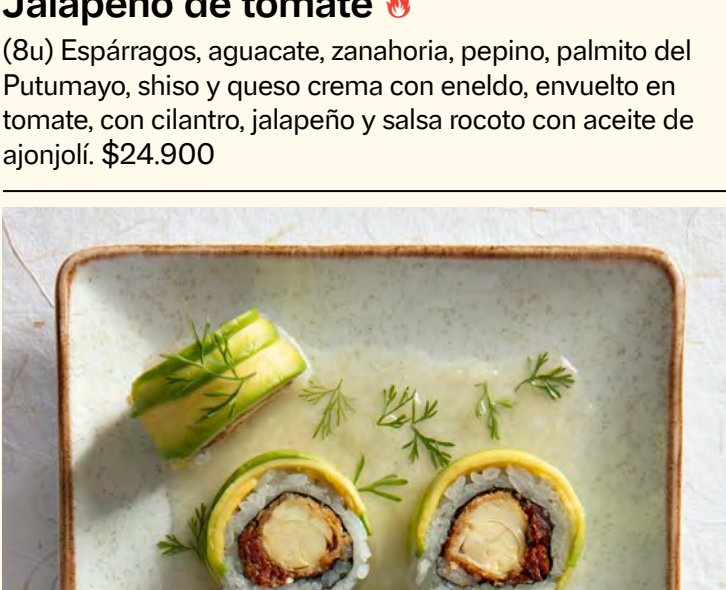 Jalapeño de tomate
(8u) Espárragos, aguacate, zanahoria, pepino, palmito del
Putumayo, shiso y queso crema con eneldo, envuelto en
tomate, con cilantro, jalapeño y salsa rocoto con aceite de
ajonjolí. $24.900